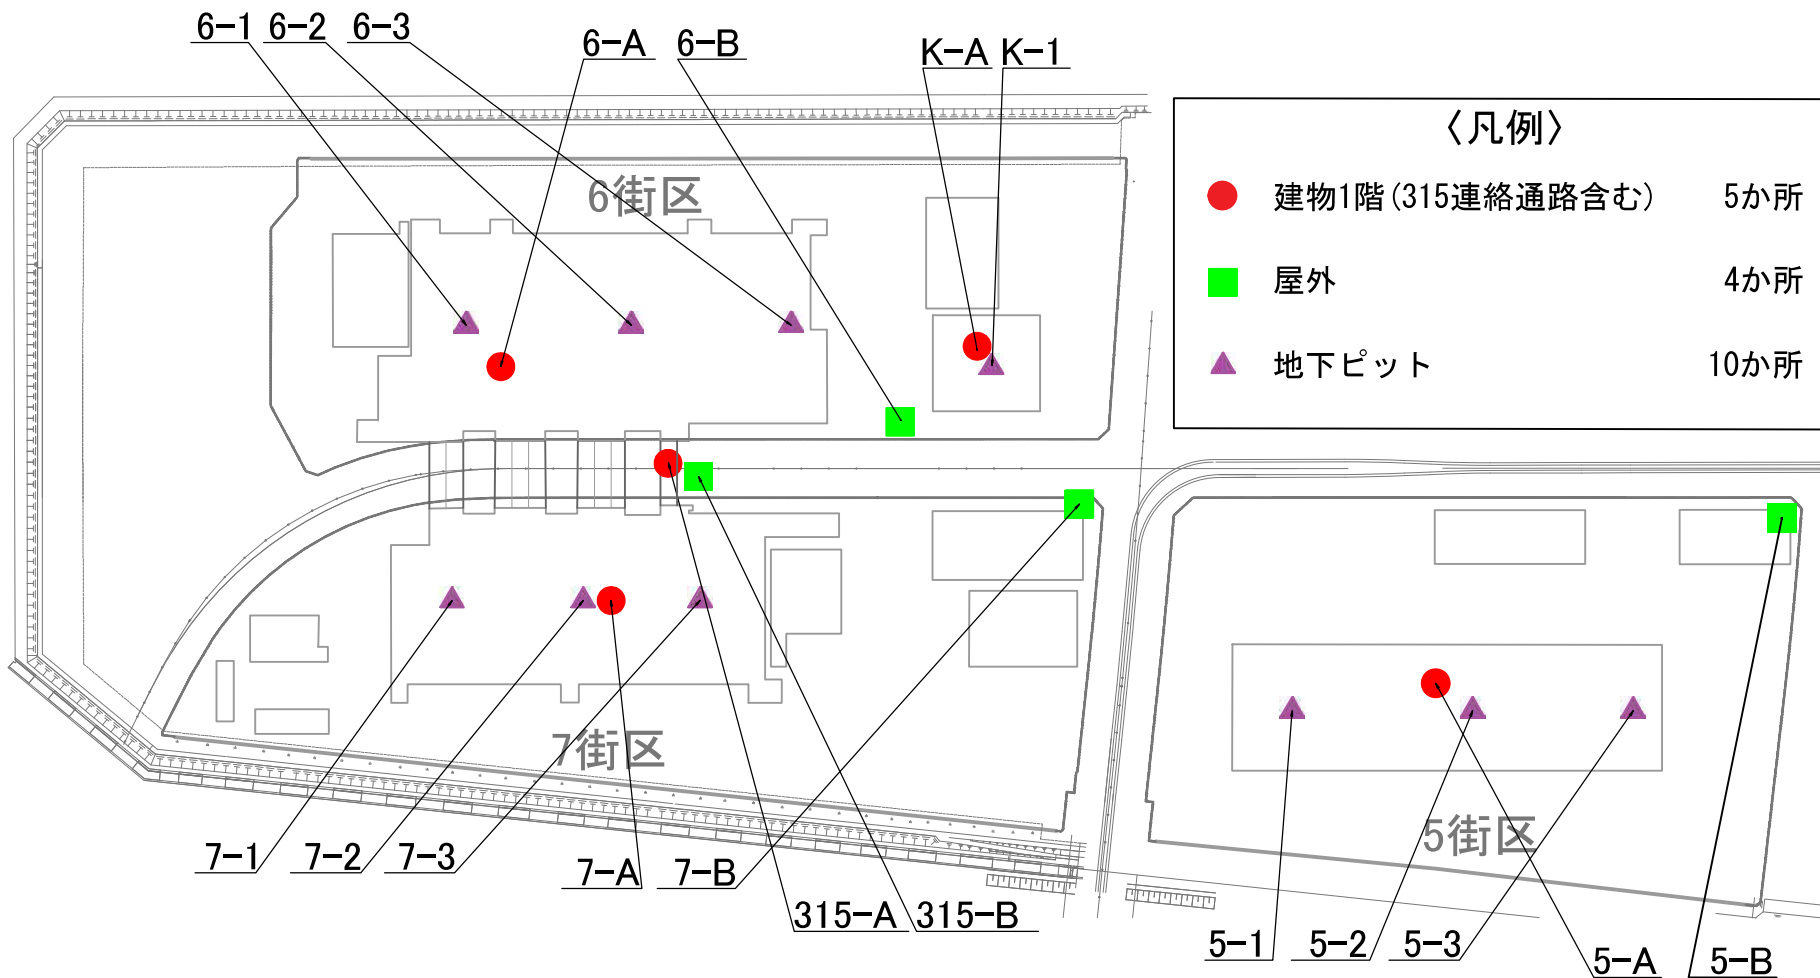 6-1
6-2
6-3
6-A
6-B
K-A
K-1
〈凡例〉
建物1階(315連絡通路含む) 5か所
屋外 4か所
地下ピット 10か所
6街区
7街区
5街区
7-1
7-2
7-3
7-A
7-B
315-A
315-B
5-1
5-2
5-3
5-A
5-B